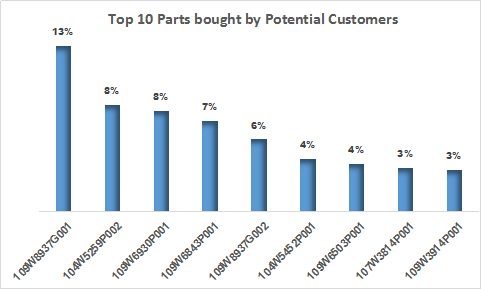 Top 10 Parts bought by Potential Customers
13%
8%
8%
7%
6%
4%
4%
3%
3%
109W8937G001
104W5259P002
109W6930P001
109W6843P001
109W8937G002
104W5452P001
109W6503P001
107W3814P001
109W3914P001